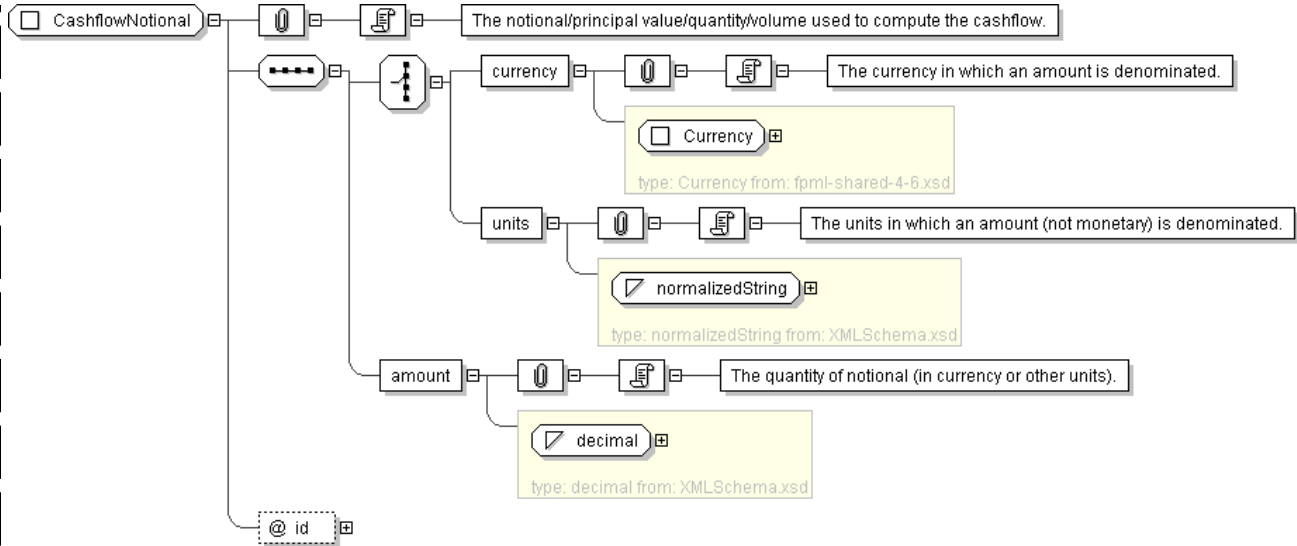 CashflowNotional
The notional/principal value/quantity/volume used to compute the cashflow.
currency
The currency in which an amount is denominated.
Currency
type: Currency from: fpml-shared-4-6.xsd
units
The units in which an amount (not monetary) is denominated.
normalizedString
type: normalizedString from: XMLSchema.xsd
amount
The quantity of notional (in currency or other units).
decimal
type: decimal from: XMLSchema.xsd
@ id